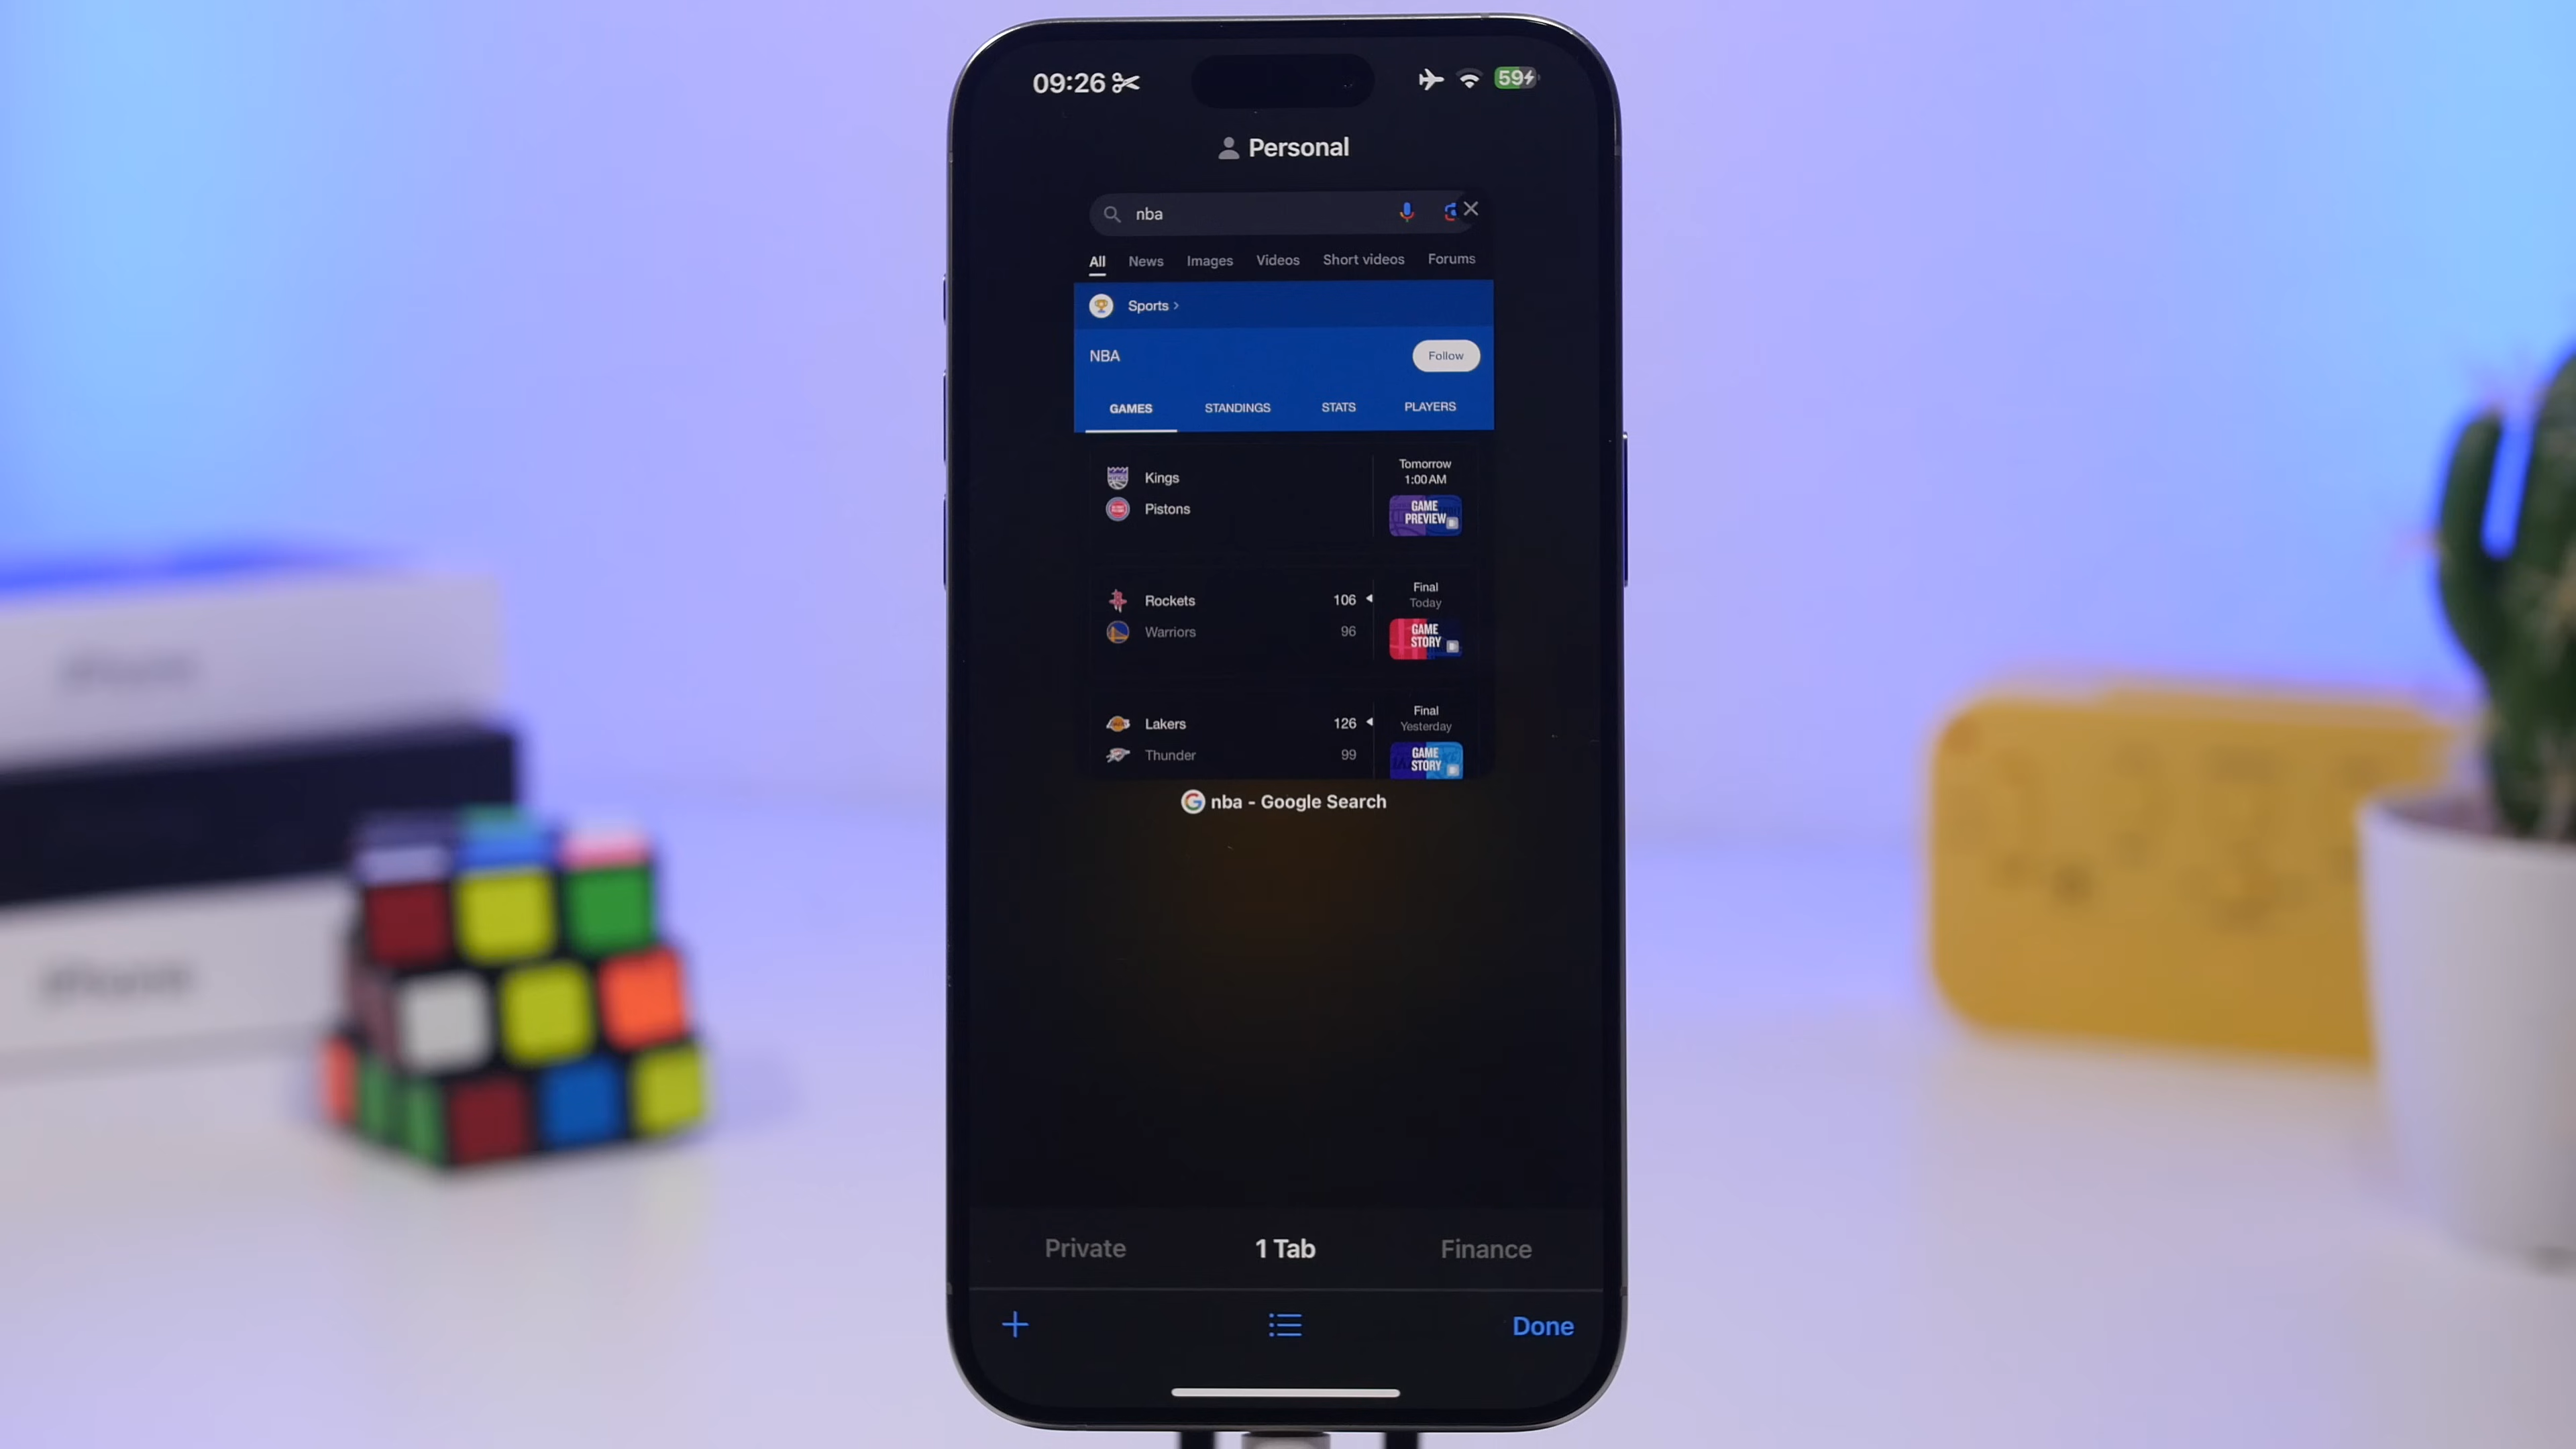 09:26
59
Personal
nba
All News Images Videos Short videos Forums
Sports
NBA
Follow
GAMES STANDINGS STATS PLAYERS
Kings
Pistons
Tomorrow
1:00 AM
GAME
PREVIEW
Rockets 106
Warriors 96
Final
Today
GAME
STORY
Lakers 126
Thunder 99
Final
Yesterday
GAME
STORY
nba - Google Search
Private 1 Tab Finance
Done